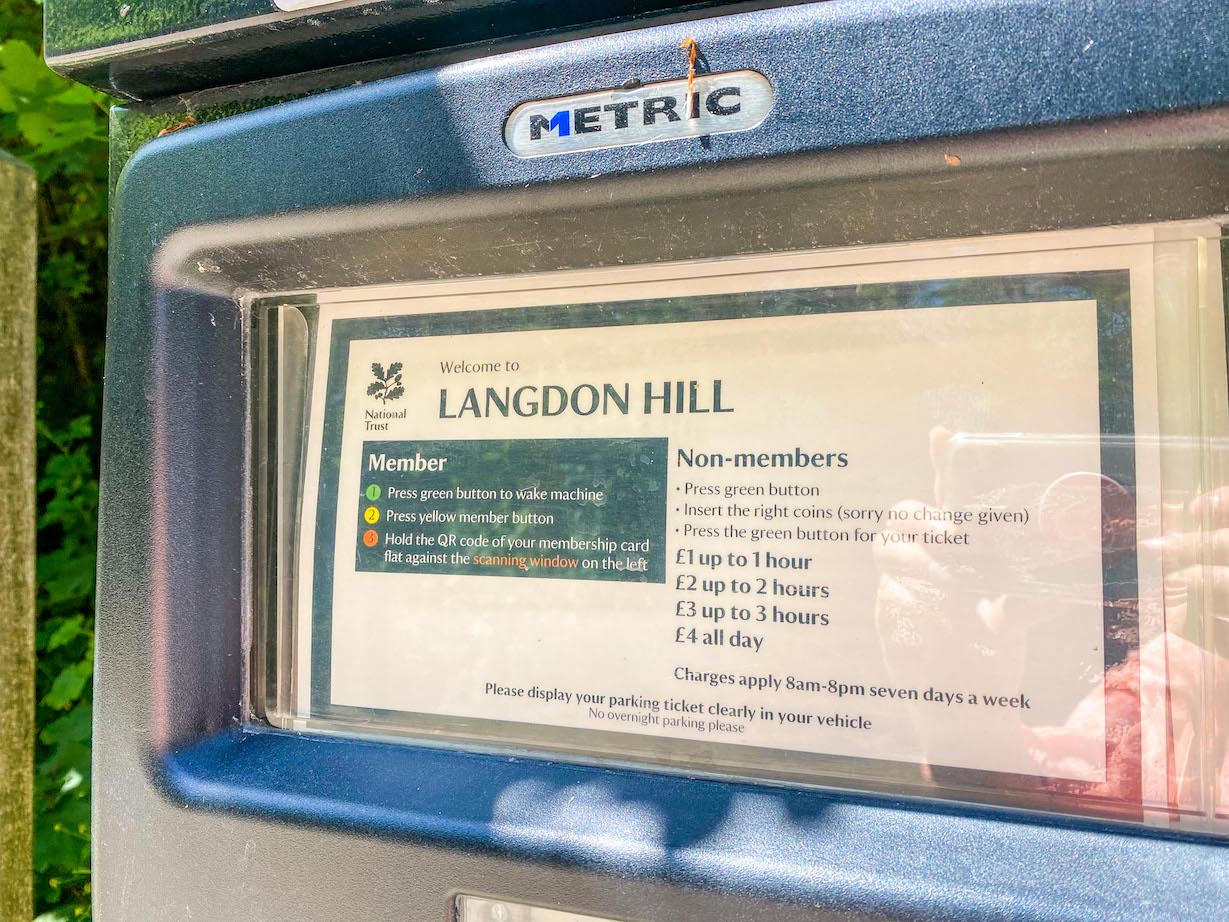 METRIC
National
Trust
Welcome to
LANGDON HILL
Member
1 Press green button to wake machine
2 Press yellow member button
3 Hold the QR code of your membership card
flat against the scanning window on the left
Non-members
• Press green button
• Insert the right coins (sorry no change given)
• Press the green button for your ticket
£1 up to 1 hour
£2 up to 2 hours
£3 up to 3 hours
£4 all day
Charges apply 8am-8pm seven days a week
Please display your parking ticket clearly in your vehicle
No overnight parking please